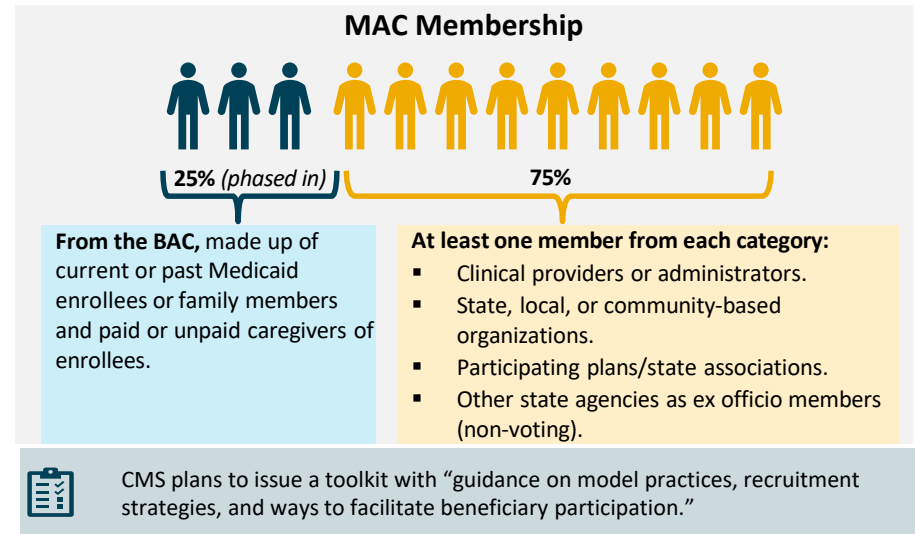 MAC Membership
25% (phased in)
75%
From the BAC, made up of
current or past Medicaid
enrollees or family members
and paid or unpaid caregivers of
enrollees.
At least one member from each category:
▪ Clinical providers or administrators.
▪ State, local, or community-based
organizations.
▪ Participating plans/state associations.
▪ Other state agencies as ex officio members
(non-voting).
CMS plans to issue a toolkit with “guidance on model practices, recruitment
strategies, and ways to facilitate beneficiary participation.”